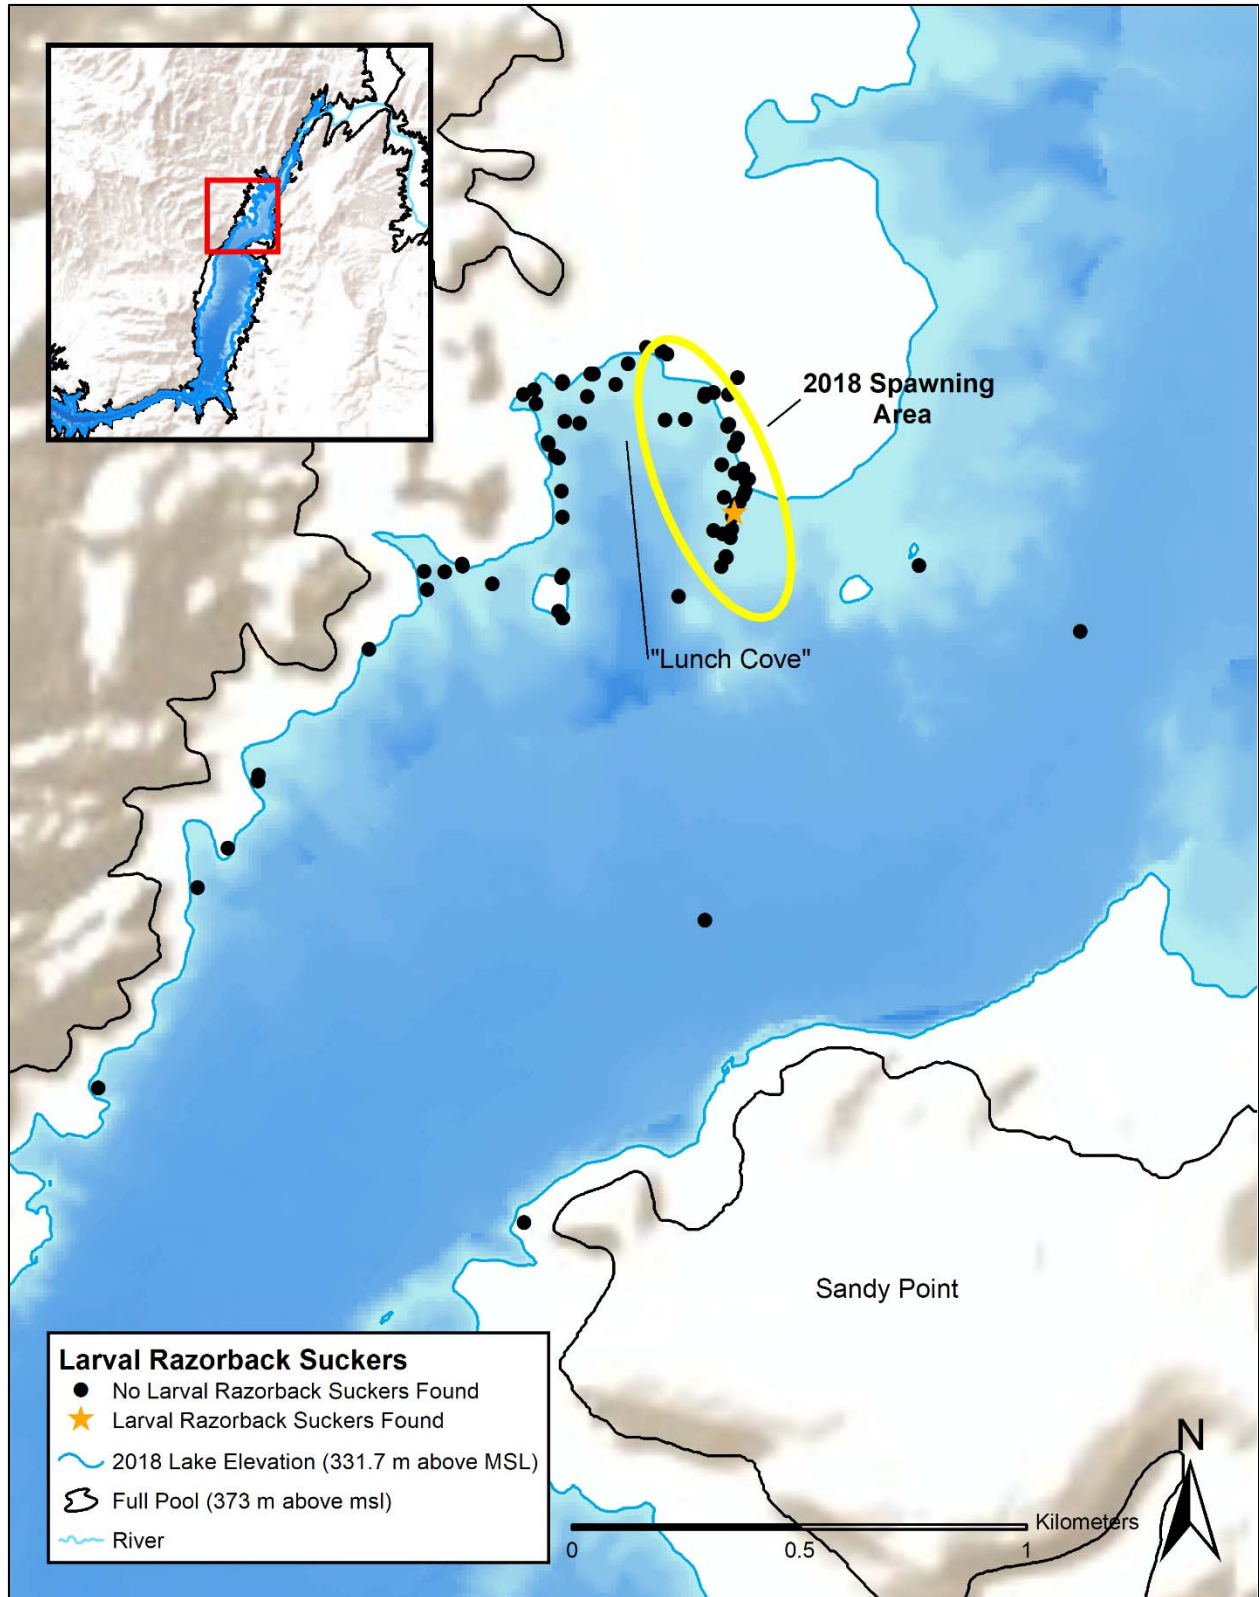 2018 Spawning
Area
"Lunch Cove"
Sandy Point
Larval Razorback Suckers
No Larval Razorback Suckers Found
Larval Razorback Suckers Found
2018 Lake Elevation (331.7 m above MSL)
Full Pool (373 m above msl)
River
N
Kilometers
0 0.5 1